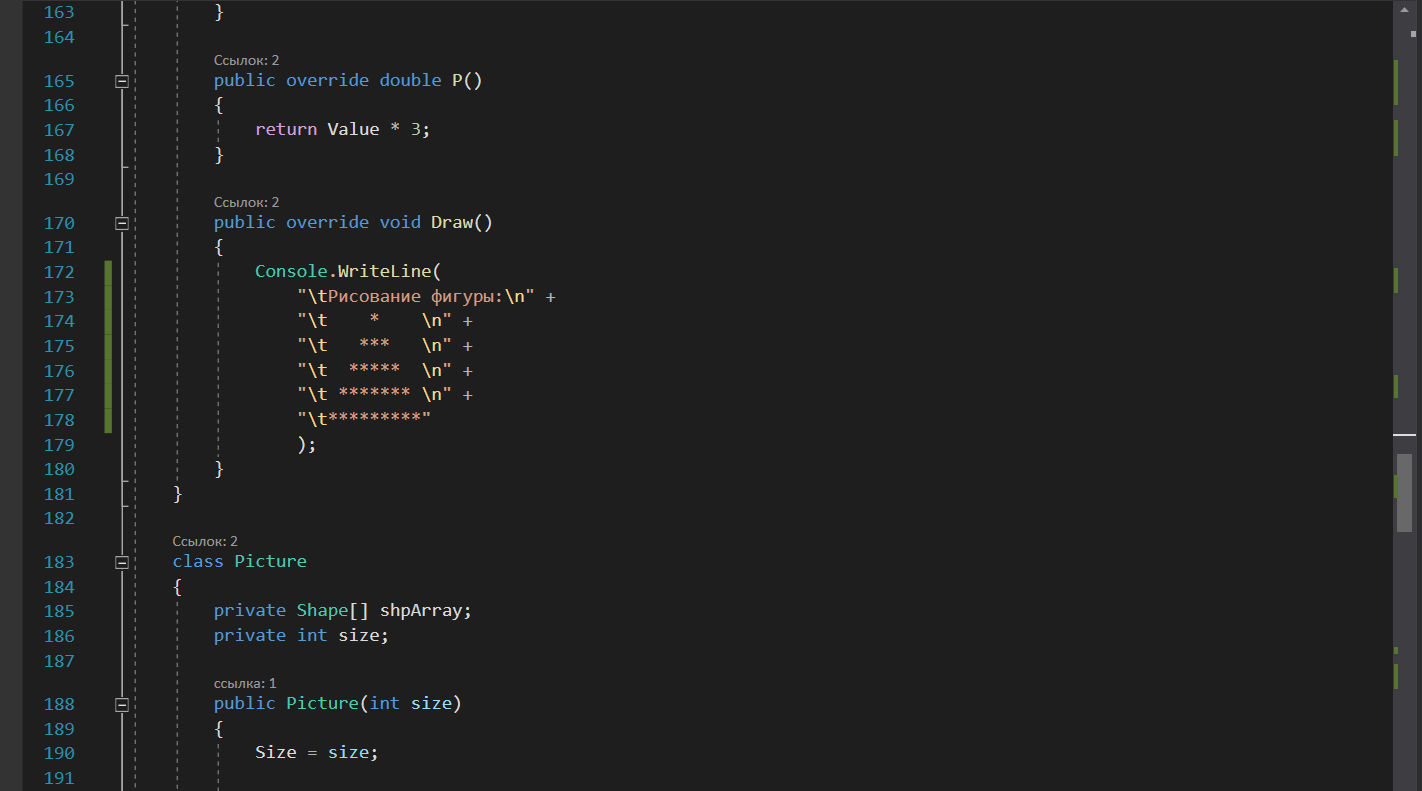 163 }
164
Ссылок: 2
165 public override double P()
166 {
167 return Value * 3;
168 }
169
Ссылок: 2
170 public override void Draw()
171 {
172 Console.WriteLine(
173 "\tРисование фигуры:\n" +
174 "\t    *    \n" +
175 "\t   ***   \n" +
176 "\t  *****  \n" +
177 "\t ******* \n" +
178 "\t*********"
179 );
180 }
181 }
182
Ссылок: 2
183 class Picture
184 {
185 private Shape[] shpArray;
186 private int size;
187
ссылка: 1
188 public Picture(int size)
189 {
190 Size = size;
191